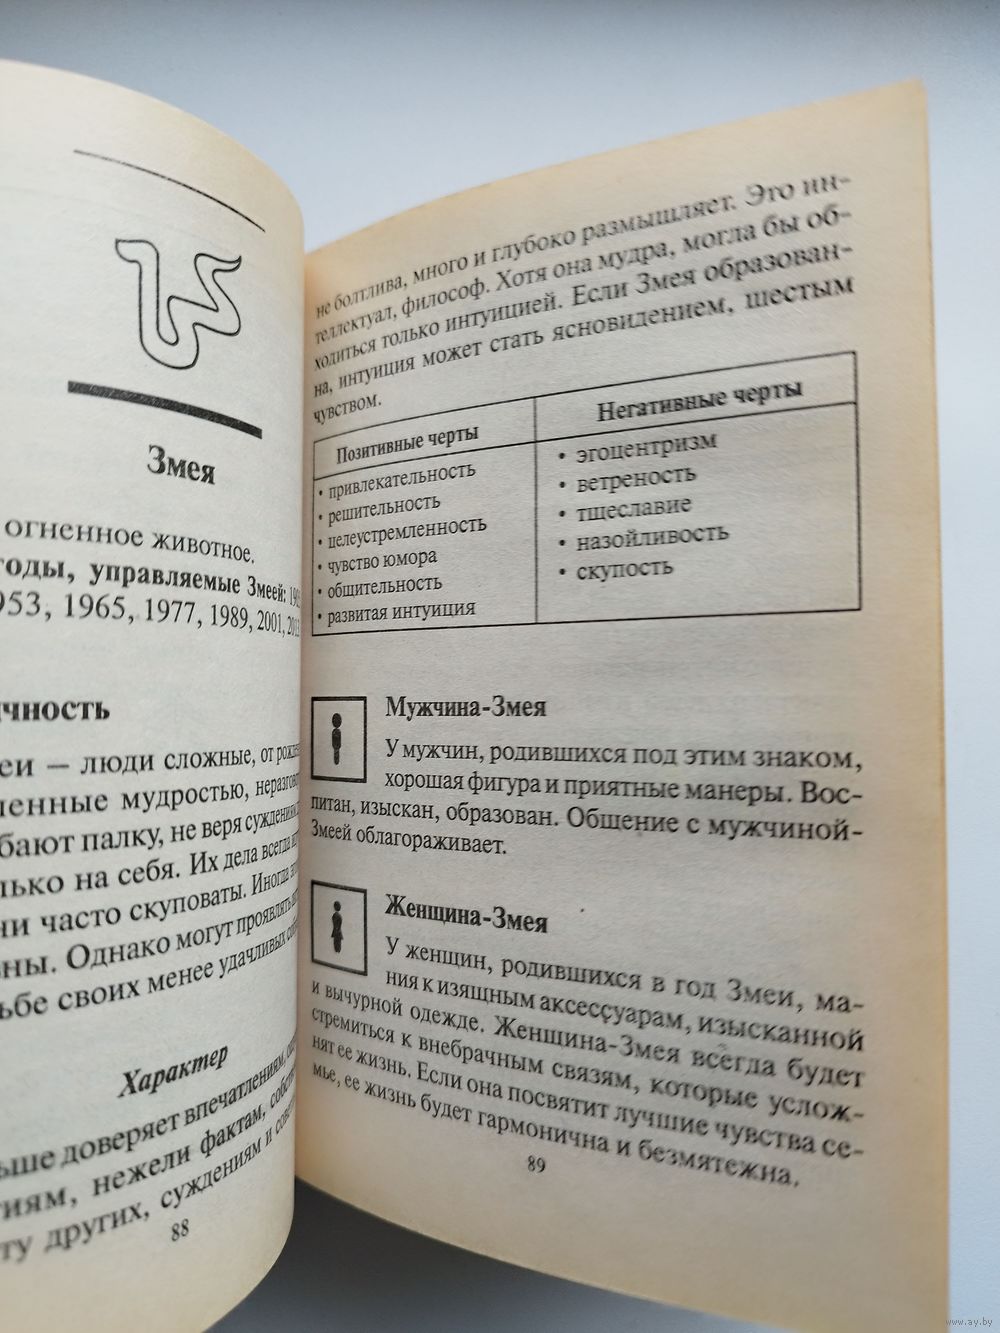 Змея
огненное животное.
годы, управляемые Змеей:
953, 1965, 1977, 1989, 2001,
чность
еи — люди сложные, от
ленные мудростью,
бают палку, не веря
лько на себя. Их дела всегда
ни часто скуповаты. Иногда
ны. Однако могут проявлять
ьбе своих менее удачливых
Характер
ьше доверяет впечатлениям,
тиям, нежели фактам,
ту других, суждениям и
88
не болтлива, много и глубоко размышляет. Это ин-
теллектуал, философ. Хотя она мудра, могла бы об-
ходиться только интуицией. Если Змея образован-
на, интуиция может стать ясновидением, шестым
чувством.
Позитивные черты
• привлекательность
• решительность
• целеустремленность
• чувство юмора
• общительность
• развитая интуиция
Негативные черты
• эгоцентризм
• ветреность
• тщеславие
• назойливость
• скупость
Мужчина-Змея
У мужчин, родившихся под этим знаком,
хорошая фигура и приятные манеры. Вос-
питан, изыскан, образован. Общение с мужчиной-
Змеей облагораживает.
Женщина-Змея
У женщин, родившихся в год Змеи, ма-
ния к изящным аксессуарам, изысканной
и вычурной одежде. Женщина-Змея всегда будет
стремиться к внебрачным связям, которые услож-
нят ее жизнь. Если она посвятит лучшие чувства се-
мье, ее жизнь будет гармонична и безмятежна.
89
www.ay.by